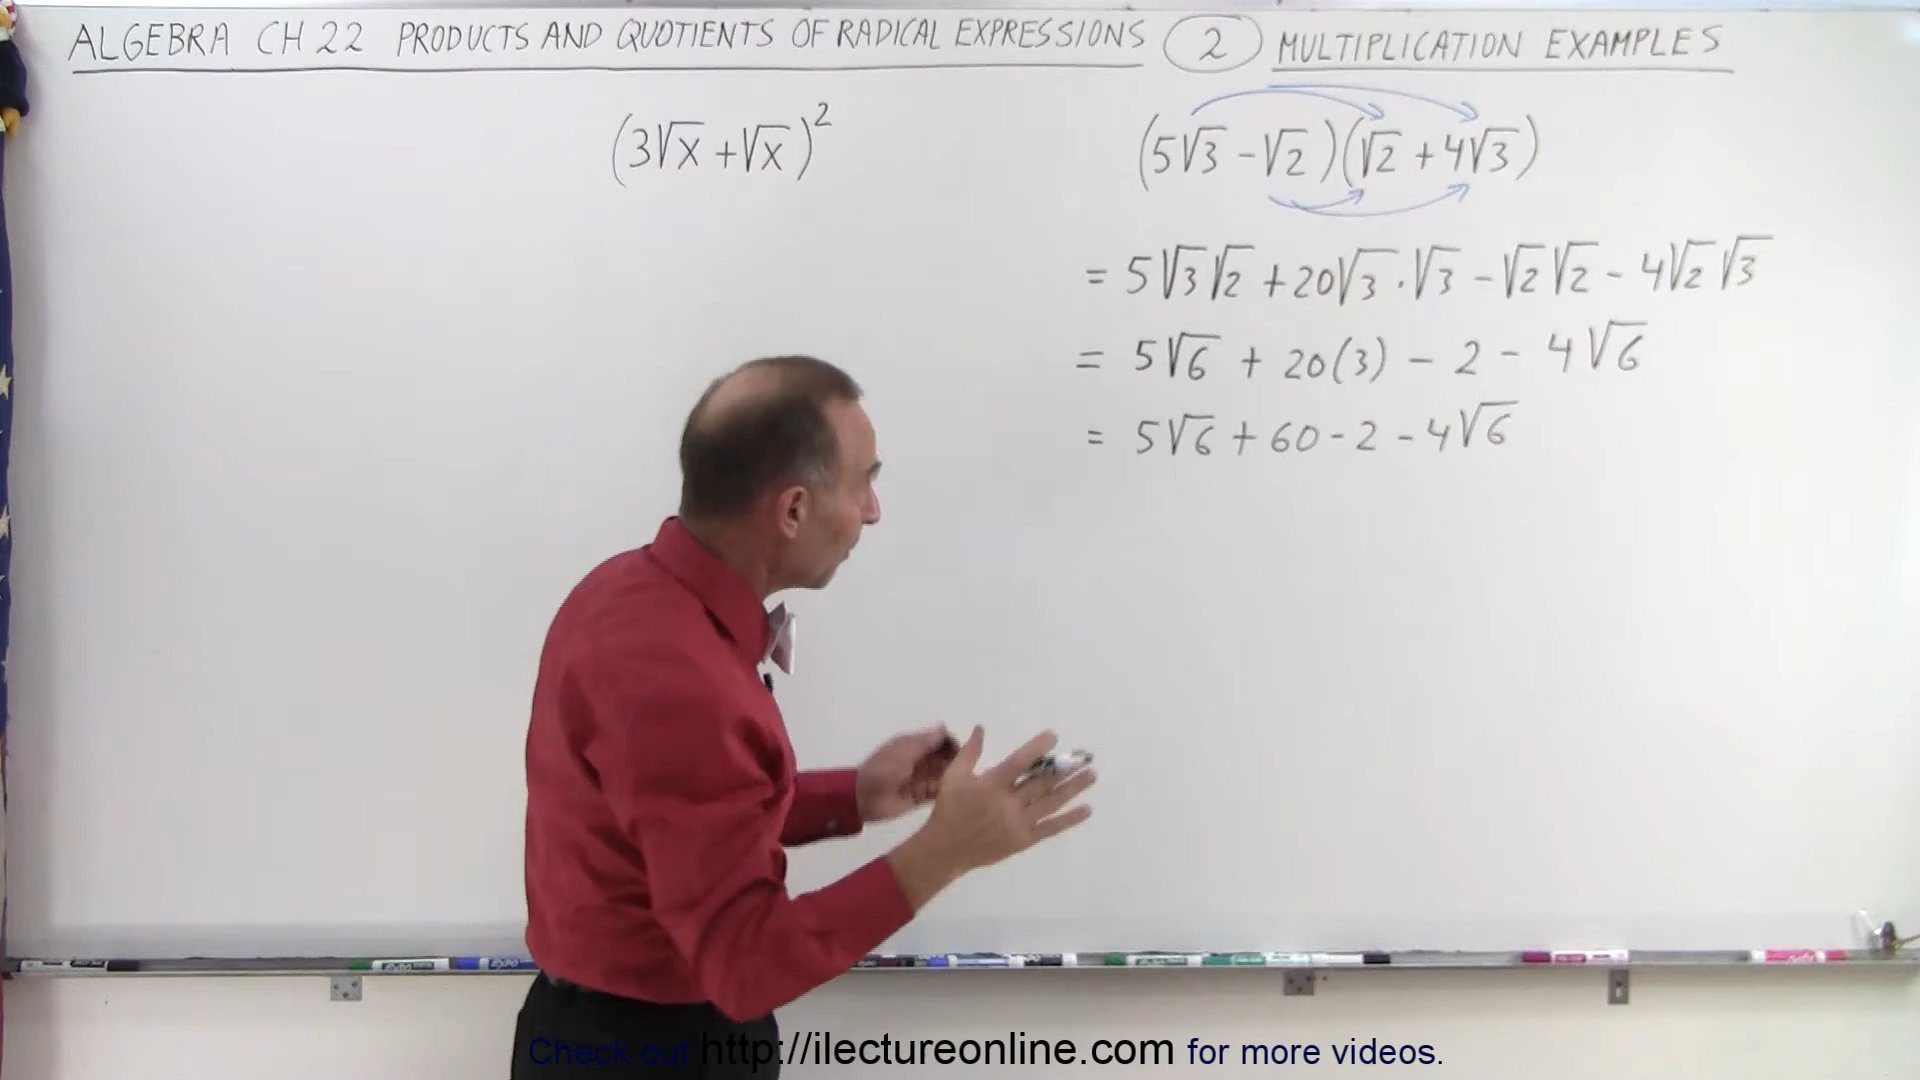 ALGEBRA CH 22 PRODUCTS AND QUOTIENTS OF RADICAL EXPRESSIONS 2 MULTIPLICATION EXAMPLES
(3√x + √x)²
(5√3 - √2)(√2 + 4√3)
= 5√3√2 + 20√3·√3 - √2√2 - 4√2√3
= 5√6 + 20(3) - 2 - 4√6
= 5√6 + 60 - 2 - 4√6
Check out http://ilectureonline.com for more videos.